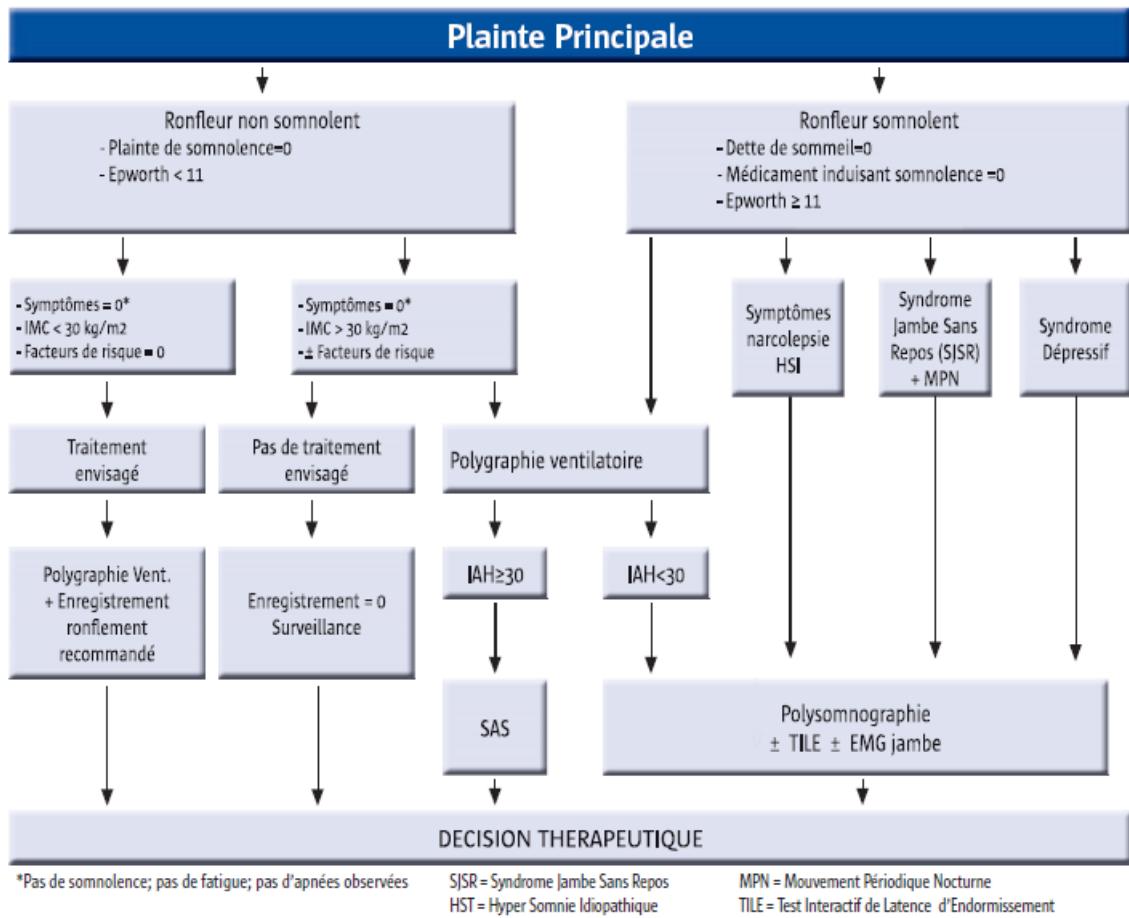 Plainte Principale
Ronfleur non somnolent
- Plainte de somnolence=0
- Epworth < 11
Ronfleur somnolent
- Dette de sommeil=0
- Médicament induisant somnolence =0
- Epworth ≥ 11
- Symptômes = 0*
- IMC < 30 kg/m2
- Facteurs de risque = 0
- Symptômes = 0*
- IMC > 30 kg/m2
- ± Facteurs de risque
Symptômes
narcolepsie
HSI
Syndrome
Jambe Sans
Repos (SJSR)
+ MPN
Syndrome
Dépressif
Traitement
envisagé
Pas de traitement
envisagé
Polygraphie ventilatoire
Polygraphie Vent.
+ Enregistrement
ronflement
recommandé
Enregistrement = 0
Surveillance
IAH≥30
IAH<30
SAS
Polysomnographie
± TILE ± EMG jambe
DECISION THERAPEUTIQUE
*Pas de somnolence; pas de fatigue; pas d'apnées observées
SJSR = Syndrome Jambe Sans Repos
HST = Hyper Somnie Idiopathique
MPN = Mouvement Périodique Nocturne
TILE = Test Interactif de Latence d'Endormissement